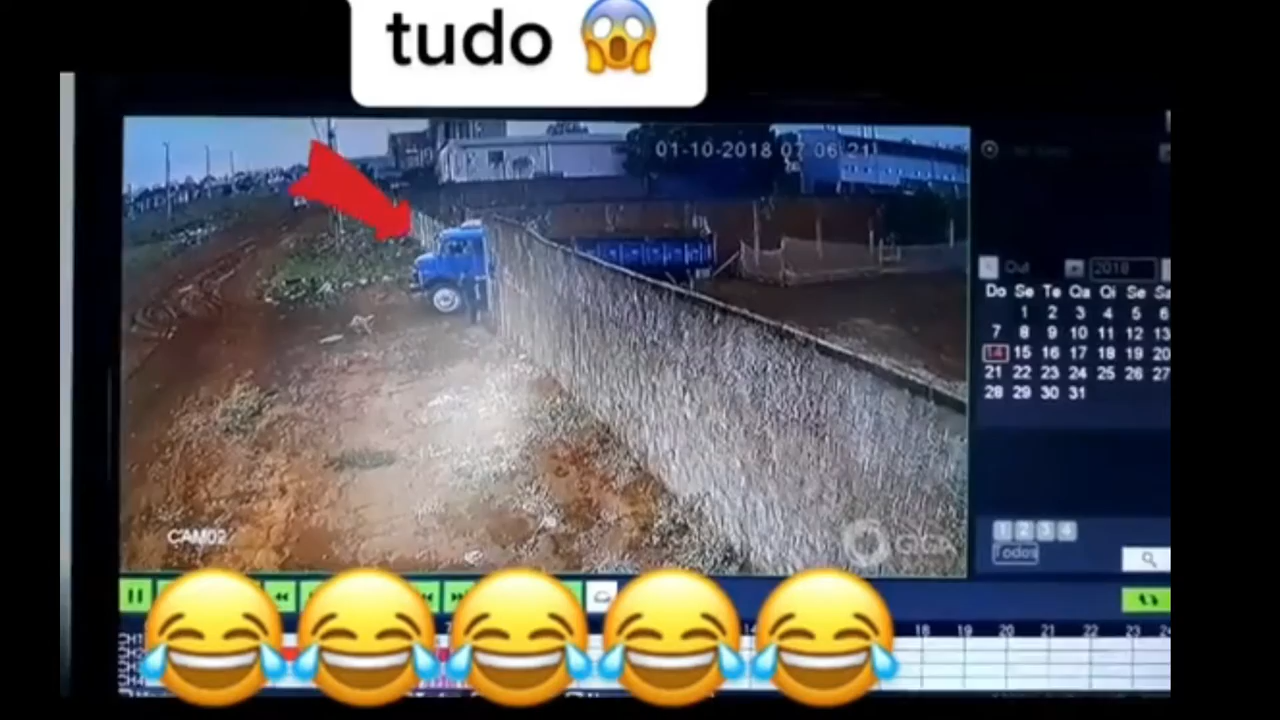 tudo
01-10-2018 07:06:21
Out 2018
Do Se Te Qa Qi Se Sa
1 2 3 4 5 6
7 8 9 10 11 12 13
14 15 16 17 18 19 20
21 22 23 24 25 26 27
28 29 30 31
CAM02
GIGA
1 2 3 4
Todos
18 19 20 21 22 23 24